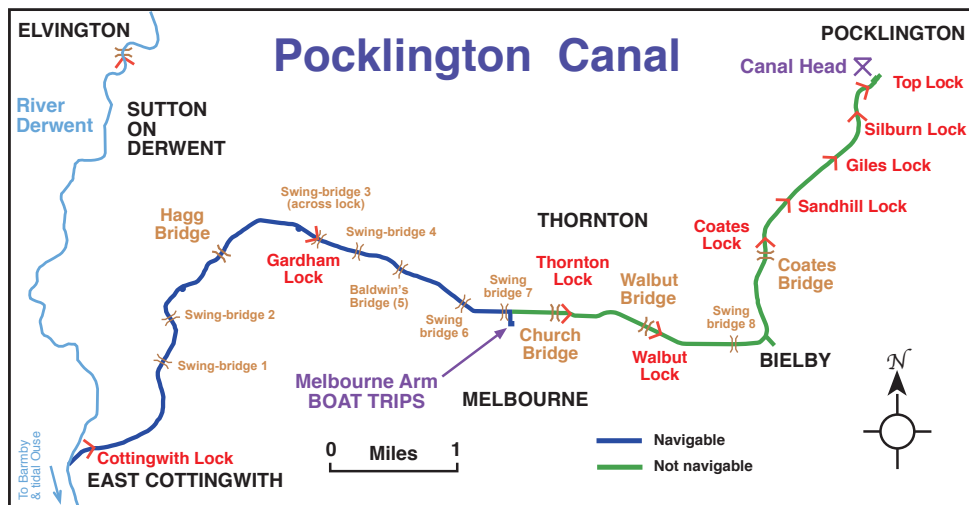 Pocklington Canal
ELVINGTON
POCKLINGTON
Canal Head
Top Lock
River
Derwent
SUTTON
ON
DERWENT
Silburn Lock
Giles Lock
Swing-bridge 3
(across lock)
Sandhill Lock
Hagg
Bridge
THORNTON
Swing-bridge 4
Coates
Lock
Gardham
Lock
Thornton
Lock
Walbut
Bridge
Coates
Bridge
Baldwin's
Bridge (5)
Swing
bridge 7
Swing-bridge 2
Swing
bridge 6
Church
Bridge
Swing
bridge 8
Swing-bridge 1
Walbut
Lock
BIELBY
Melbourne Arm
BOAT TRIPS
MELBOURNE
N
0 Miles 1
Navigable
Not navigable
Cottingwith Lock
EAST COTTINGWITH
To Barmby
& tidal Ouse